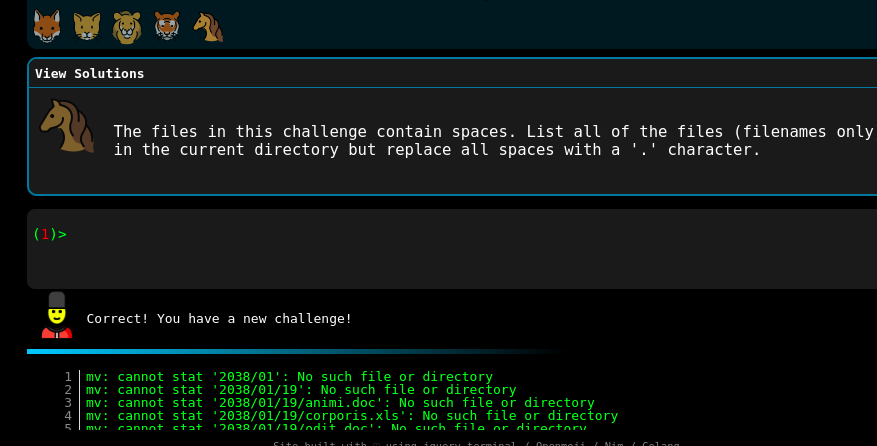 View Solutions
The files in this challenge contain spaces. List all of the files (filenames only
in the current directory but replace all spaces with a '.' character.
(1)>
Correct! You have a new challenge!
1 mv: cannot stat '2038/01': No such file or directory
2 mv: cannot stat '2038/01/19': No such file or directory
3 mv: cannot stat '2038/01/19/animi.doc': No such file or directory
4 mv: cannot stat '2038/01/19/corporis.xls': No such file or directory
5 mv: cannot stat '2038/01/19/odit.doc': No such file or directory
Site built with using jquery.terminal / Openmoji / Nim / Golang